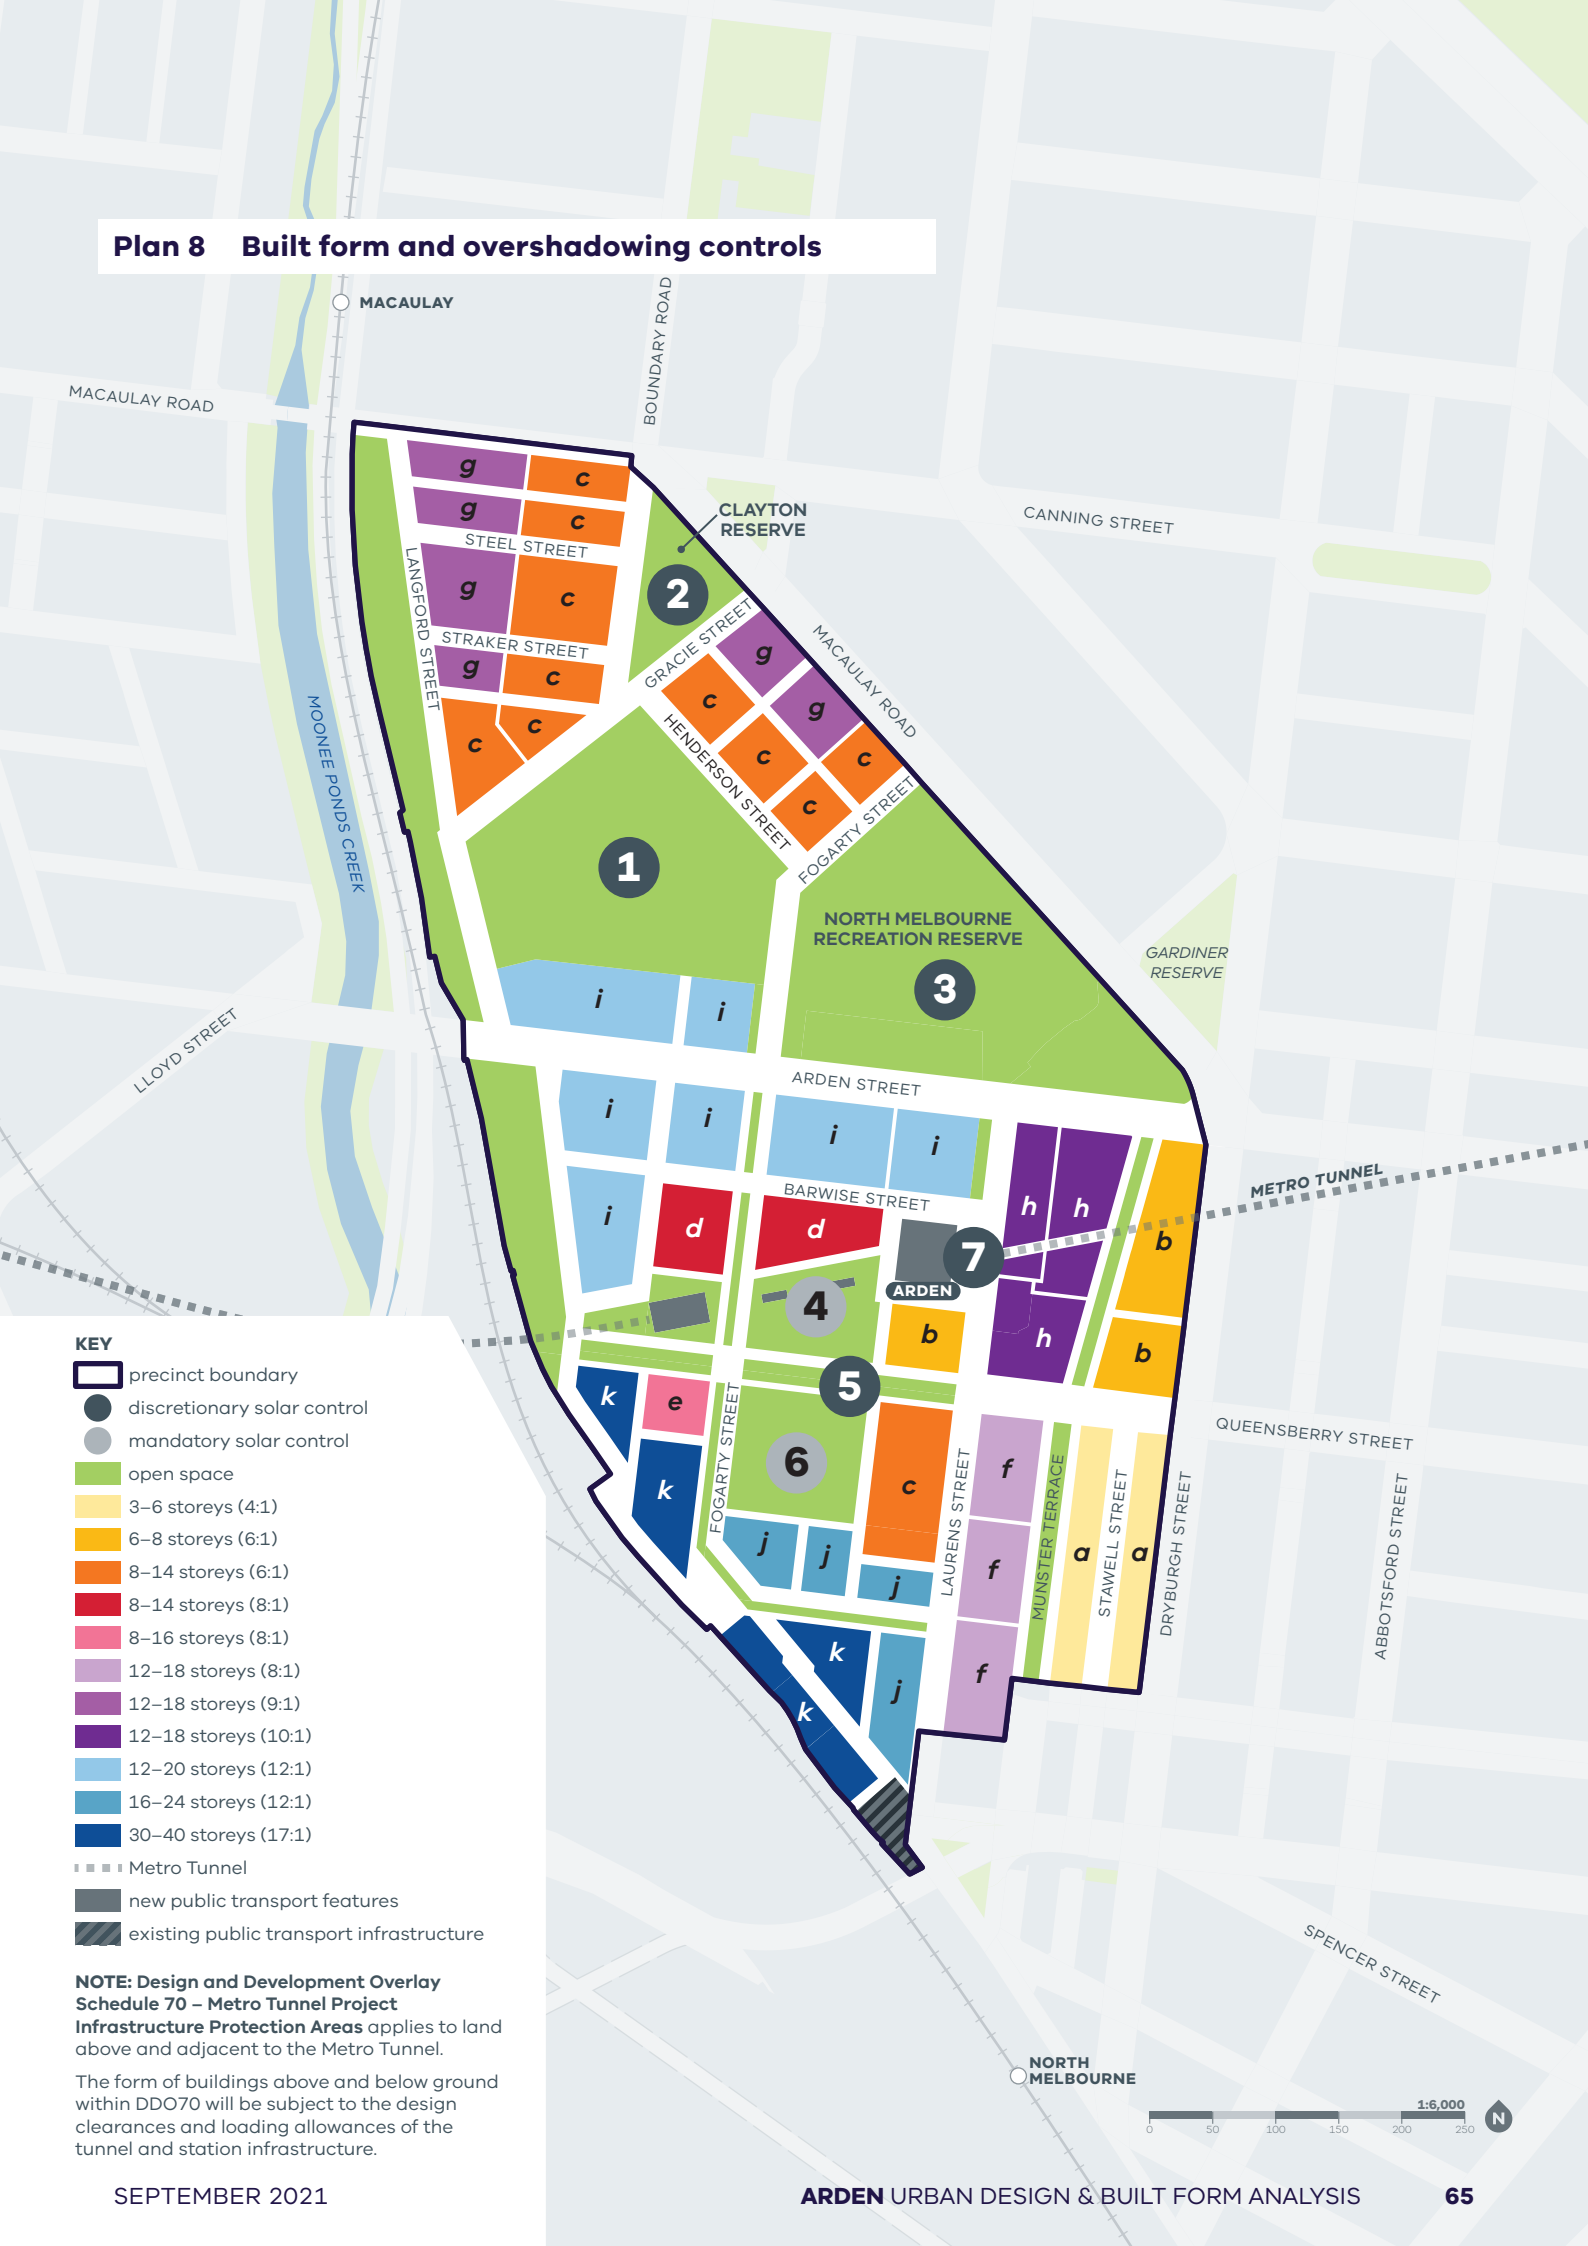 Plan 8 Built form and overshadowing controls
MACAULAY
BOUNDARY ROAD
MACAULAY ROAD
g
c
g
c
CLAYTON
RESERVE
CANNING STREET
STEEL STREET
LANGFORD STREET
g
c
2
STRAKER STREET
GRACIE STREET
g
c
g
MACAULAY ROAD
c
c
c
g
HENDERSON STREET
c
c
c
FOGARTY STREET
MOONEE PONDS CREEK
1
NORTH MELBOURNE
RECREATION RESERVE
3
GARDINER
RESERVE
i
i
LLOYD STREET
ARDEN STREET
i
i
i
i
METRO TUNNEL
BARWISE STREET
i
d
d
h
h
b
7
ARDEN
4
b
h
b
5
k
e
FOGARTY STREET
QUEENSBERRY STREET
6
k
c
LAURENS STREET
f
MUNSTER TERRACE
STAWELL STREET
DRYBURGH STREET
ABBOTSFORD STREET
j
j
j
f
a
a
k
j
f
k
KEY
precinct boundary
discretionary solar control
mandatory solar control
open space
3–6 storeys (4:1)
6–8 storeys (6:1)
8–14 storeys (6:1)
8–14 storeys (8:1)
8–16 storeys (8:1)
12–18 storeys (8:1)
12–18 storeys (9:1)
12–18 storeys (10:1)
12–20 storeys (12:1)
16–24 storeys (12:1)
30–40 storeys (17:1)
Metro Tunnel
new public transport features
existing public transport infrastructure
NOTE: Design and Development Overlay
Schedule 70 – Metro Tunnel Project
Infrastructure Protection Areas applies to land
above and adjacent to the Metro Tunnel.
The form of buildings above and below ground
within DDO70 will be subject to the design
clearances and loading allowances of the
tunnel and station infrastructure.
SPENCER STREET
NORTH
MELBOURNE
1:6,000
0 50 100 150 200 250
N
SEPTEMBER 2021
ARDEN URBAN DESIGN & BUILT FORM ANALYSIS 65